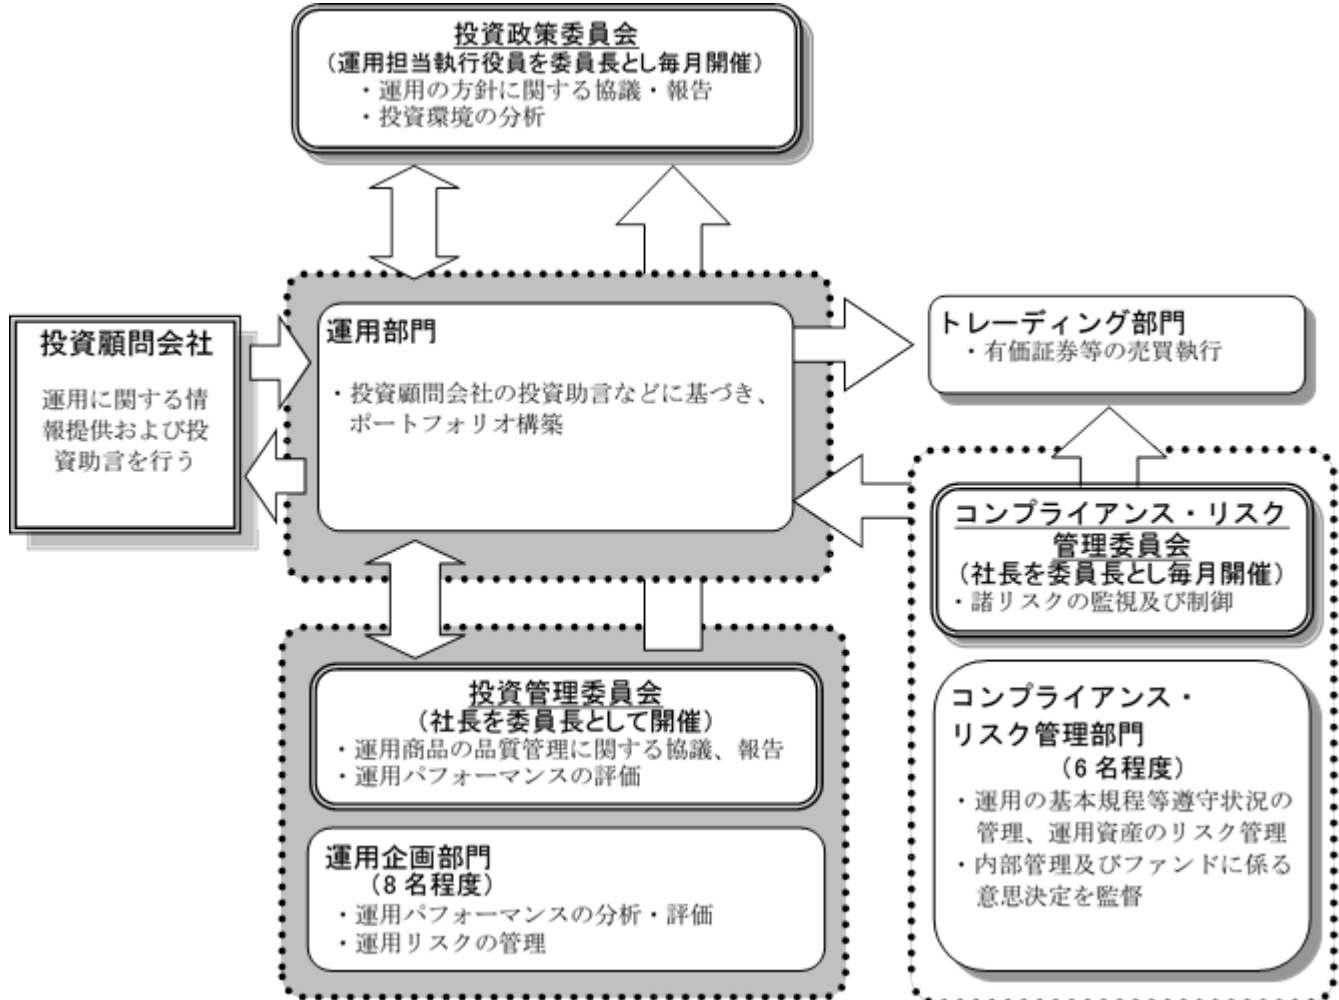 投資政策委員会
（運用担当執行役員を委員長とし毎月開催）
・運用の方針に関する協議・報告
・投資環境の分析
投資顧問会社
運用に関する情
報提供および投
資助言を行う
運用部門
・投資顧問会社の投資助言などに基づき、
ポートフォリオ構築
トレーディング部門
・有価証券等の売買執行
コンプライアンス・リスク
管理委員会
（社長を委員長とし毎月開催）
・諸リスクの監視及び制御
コンプライアンス・
リスク管理部門
（6 名程度）
・運用の基本規程等遵守状況の
管理、運用資産のリスク管理
・内部管理及びファンドに係る
意思決定を監督
投資管理委員会
（社長を委員長として開催）
・運用商品の品質管理に関する協議、報告
・運用パフォーマンスの評価
運用企画部門
（8 名程度）
・運用パフォーマンスの分析・評価
・運用リスクの管理